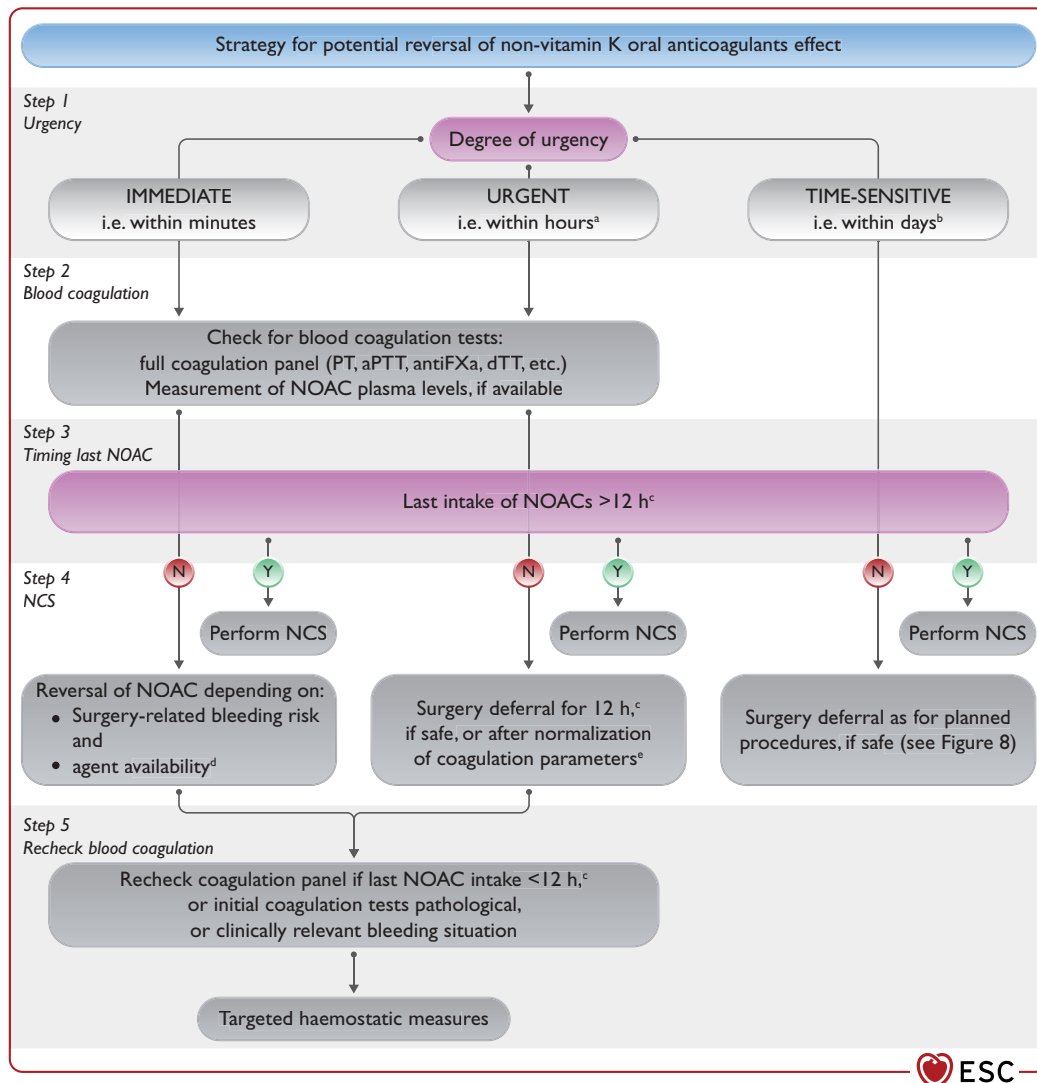 Strategy for potential reversal of non-vitamin K oral anticoagulants effect
Step 1
Urgency
Degree of urgency
IMMEDIATE
i.e. within minutes
URGENT
i.e. within hoursᵃ
TIME-SENSITIVE
i.e. within daysᵇ
Step 2
Blood coagulation
Check for blood coagulation tests:
full coagulation panel (PT, aPTT, antiFXa, dTT, etc.)
Measurement of NOAC plasma levels, if available
Step 3
Timing last NOAC
Last intake of NOACs >12 hᶜ
N
Y
N
Y
N
Y
Step 4
NCS
Perform NCS
Perform NCS
Perform NCS
Reversal of NOAC depending on:
• Surgery-related bleeding risk
and
• agent availabilityᵈ
Surgery deferral for 12 h,ᶜ
if safe, or after normalization
of coagulation parametersᵉ
Surgery deferral as for planned
procedures, if safe (see Figure 8)
Step 5
Recheck blood coagulation
Recheck coagulation panel if last NOAC intake <12 h,ᶜ
or initial coagulation tests pathological,
or clinically relevant bleeding situation
Targeted haemostatic measures
ESC